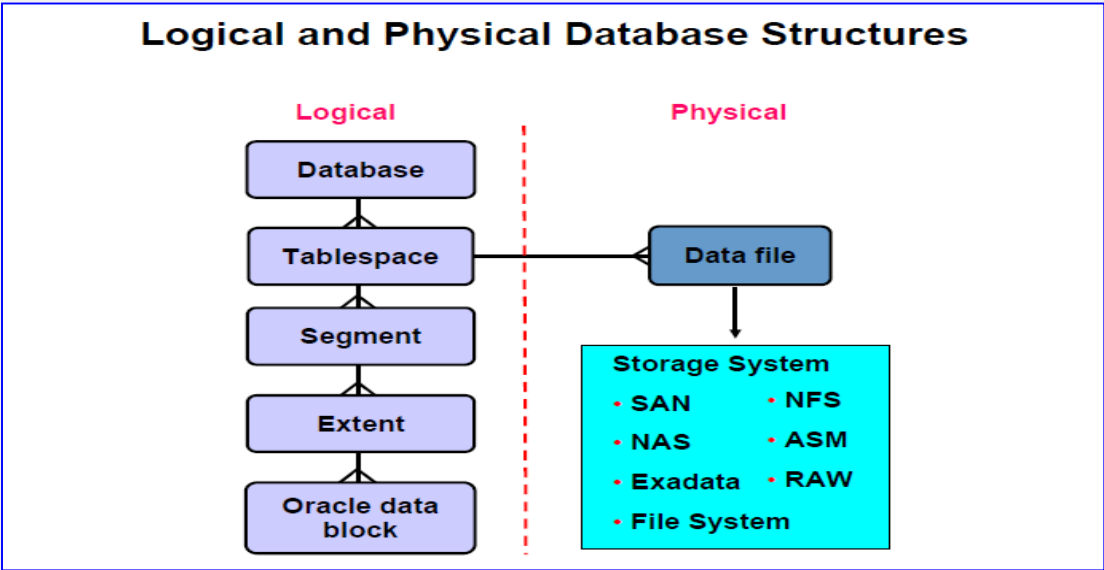 Logical and Physical Database Structures
Logical
Physical
Database
Tablespace
Data file
Segment
Extent
Oracle data
block
Storage System
• SAN
• NFS
• NAS
• ASM
• Exadata
• RAW
• File System